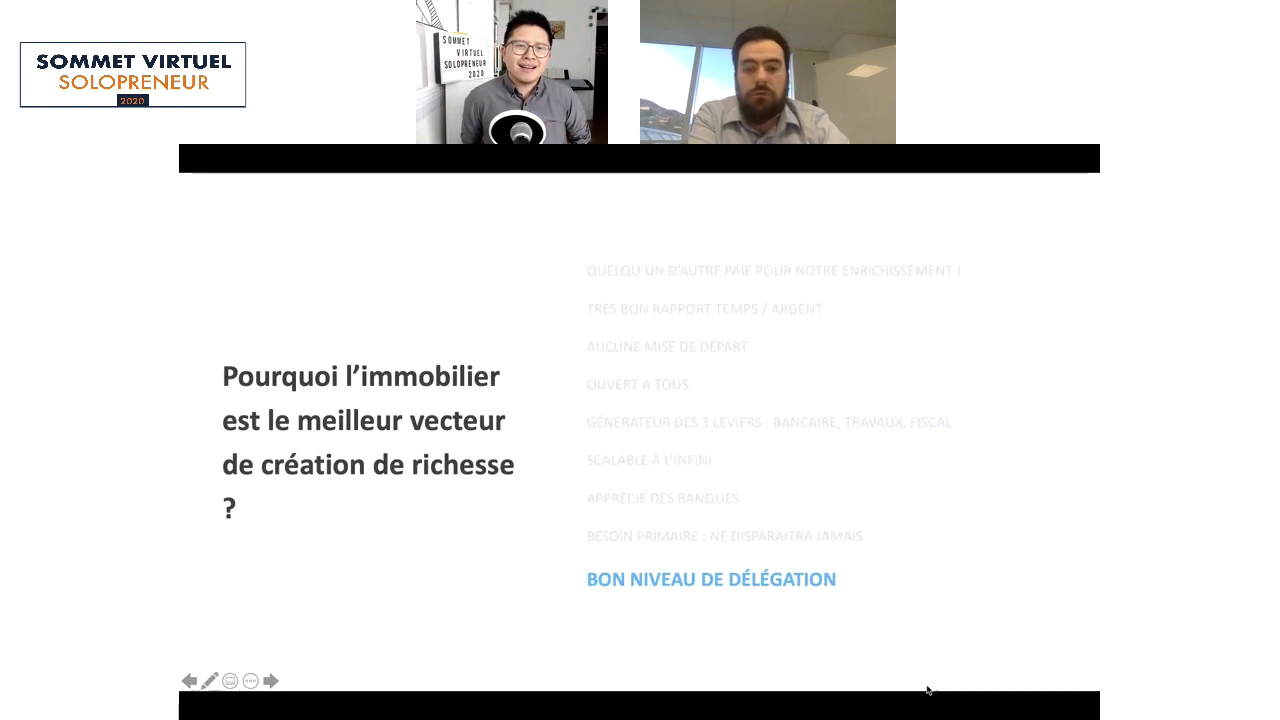 SOMMET VIRTUEL
SOLOPRENEUR
2020
SOMMET
VIRTUEL
SOLOPRENEUR
2020
Pourquoi l’immobilier
est le meilleur vecteur
de création de richesse
?
QUELQU'UN D'AUTRE PAIE POUR NOTRE ENRICHISSEMENT !
TRÈS BON RAPPORT TEMPS / ARGENT
AUCUNE MISE DE DÉPART
OUVERT A TOUS
GÉNÉRATEUR DES 3 LEVIERS : BANCAIRE, TRAVAUX, FISCAL
SCALABLE À L'INFINI
APPRÉCIÉ DES BANQUES
BESOIN PRIMAIRE : NE DISPARAITRA JAMAIS
BON NIVEAU DE DÉLÉGATION